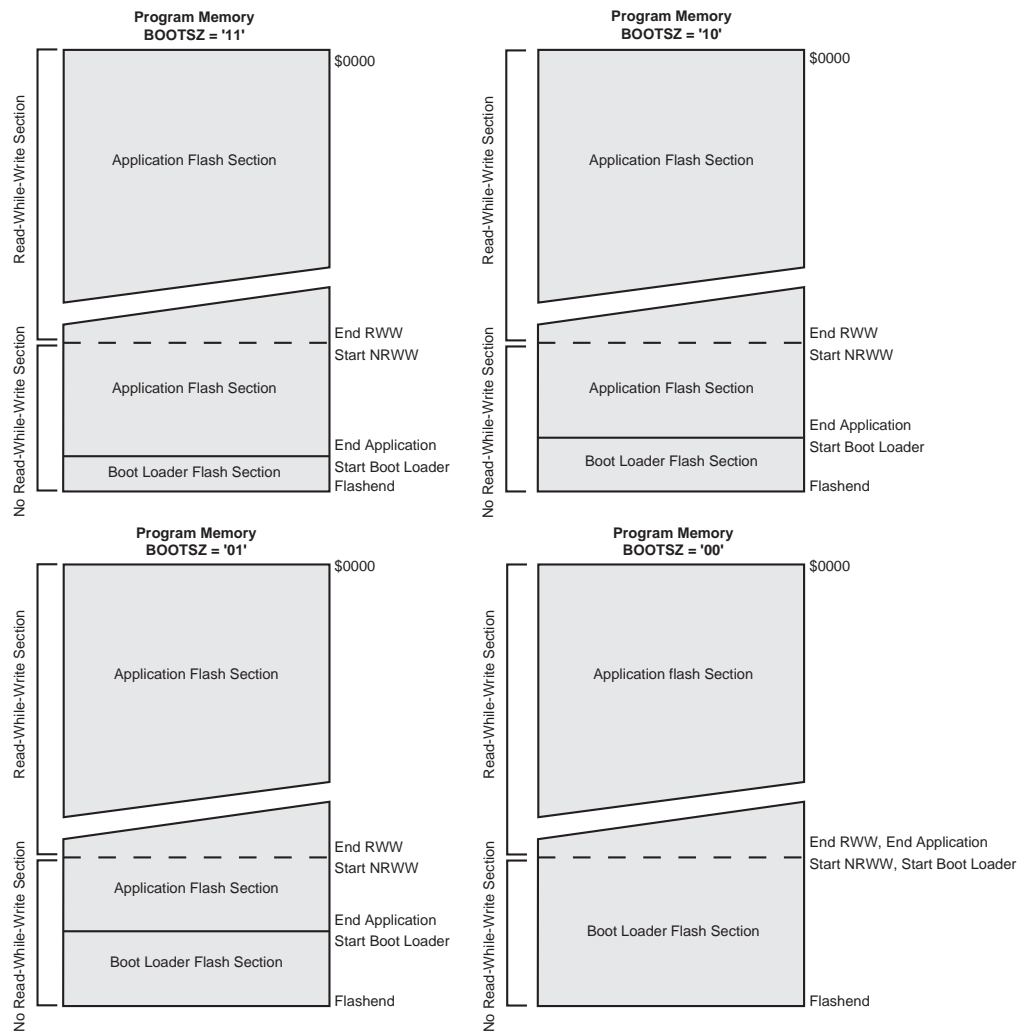 Program Memory
BOOTSZ = '11'
$0000
Read-While-Write Section
Application Flash Section
End RWW
Start NRWW
No Read-While-Write Section
Application Flash Section
End Application
Start Boot Loader
Boot Loader Flash Section
Flashend
Program Memory
BOOTSZ = '10'
$0000
Read-While-Write Section
Application Flash Section
End RWW
Start NRWW
No Read-While-Write Section
Application Flash Section
End Application
Start Boot Loader
Boot Loader Flash Section
Flashend
Program Memory
BOOTSZ = '01'
$0000
Read-While-Write Section
Application Flash Section
End RWW
Start NRWW
No Read-While-Write Section
Application Flash Section
End Application
Start Boot Loader
Boot Loader Flash Section
Flashend
Program Memory
BOOTSZ = '00'
$0000
Read-While-Write Section
Application flash Section
End RWW, End Application
Start NRWW, Start Boot Loader
No Read-While-Write Section
Boot Loader Flash Section
Flashend